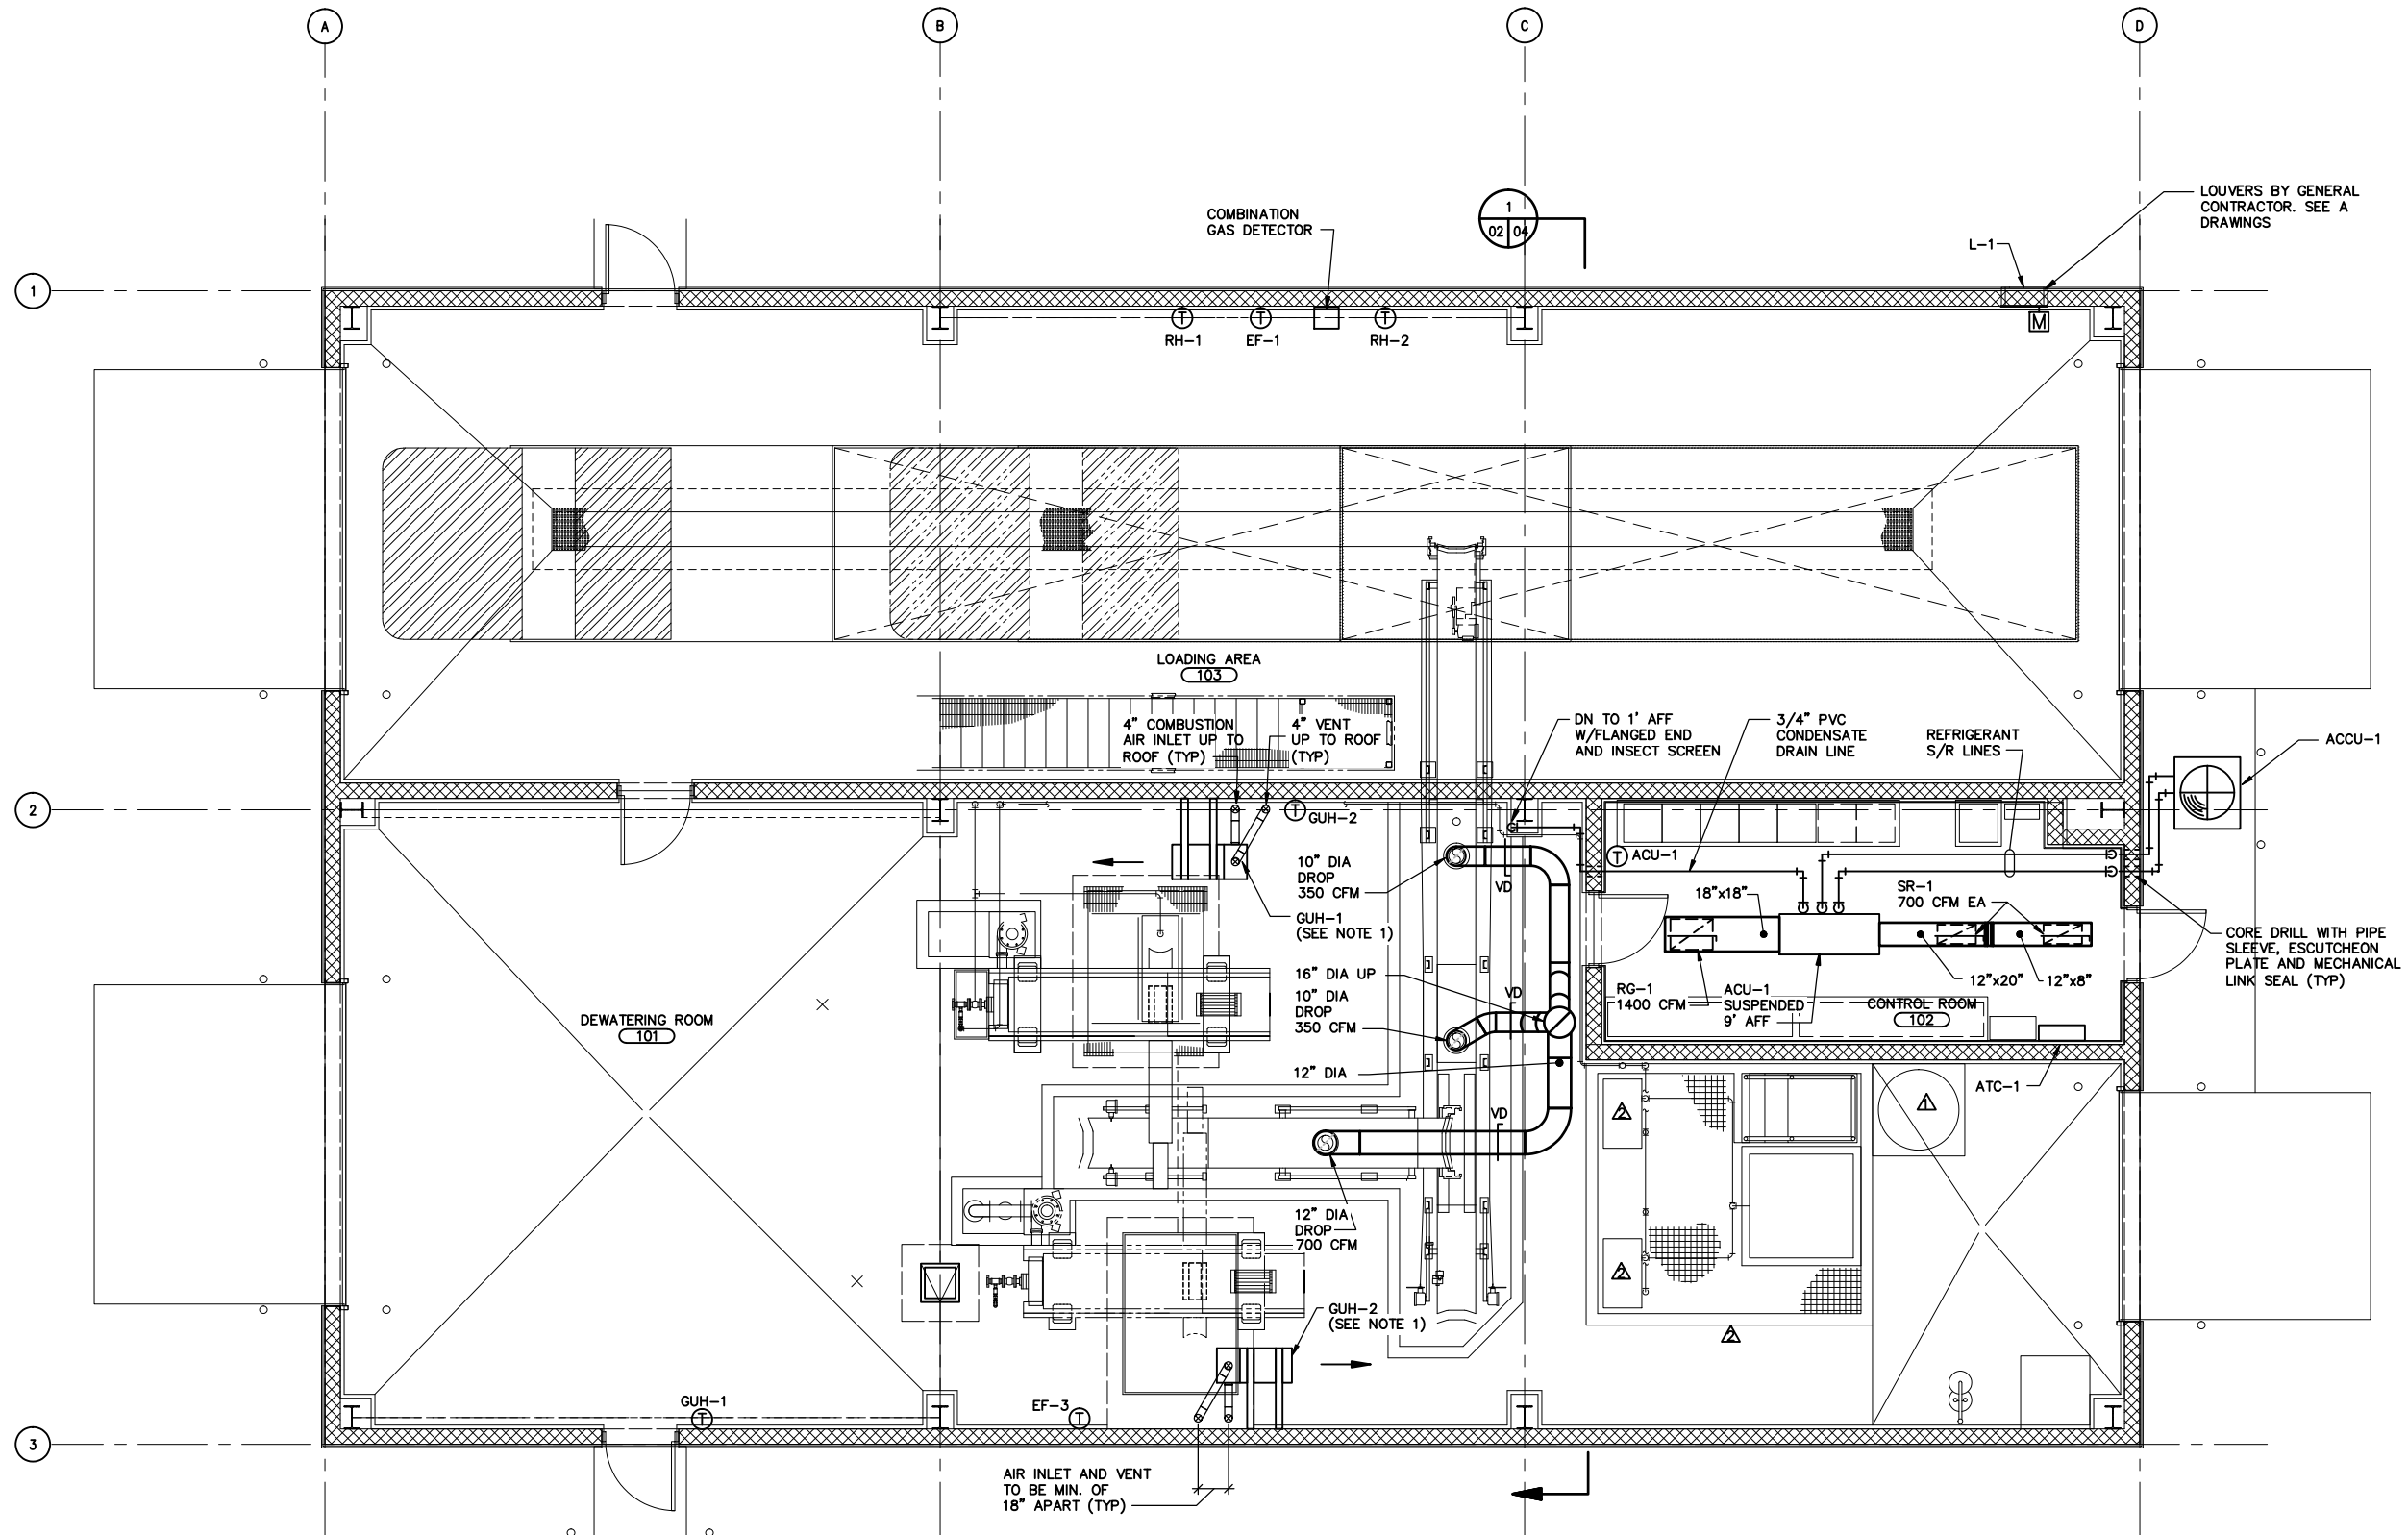 A
B
C
D
1
02 04
LOUVERS BY GENERAL
CONTRACTOR. SEE A
DRAWINGS
COMBINATION
GAS DETECTOR
L-1
1
T
T
T
M
RH-1
EF-1
RH-2
LOADING AREA
103
4" COMBUSTION
AIR INLET UP TO
ROOF (TYP)
4" VENT
UP TO ROOF
(TYP)
DN TO 1' AFF
W/FLANGED END
AND INSECT SCREEN
3/4" PVC
CONDENSATE
DRAIN LINE
REFRIGERANT
S/R LINES
ACCU-1
2
T
GUH-2
10" DIA
DROP
350 CFM
VD
T
ACU-1
18"x18"
SR-1
700 CFM EA
GUH-1
(SEE NOTE 1)
CORE DRILL WITH PIPE
SLEEVE, ESCUTCHEON
PLATE AND MECHANICAL
LINK SEAL (TYP)
16" DIA UP
10" DIA
DROP
350 CFM
VD
RG-1
1400 CFM
ACU-1
SUSPENDED
9' AFF
12"x20"
12"x8"
CONTROL ROOM
102
DEWATERING ROOM
101
12" DIA
ATC-1
VD
2
1
12" DIA
DROP
700 CFM
2
GUH-2
(SEE NOTE 1)
2
GUH-1
T
EF-3
T
3
AIR INLET AND VENT
TO BE MIN. OF
18" APART (TYP)